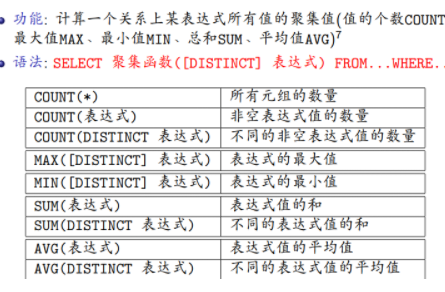 功能: 计算一个关系上某表达式所有值的聚集值(值的个数COUNT
最大值MAX、最小值MIN、总和SUM、平均值AVG)7
语法: SELECT 聚集函数([DISTINCT] 表达式) FROM...WHERE..
COUNT(*) 所有元组的数量
COUNT(表达式) 非空表达式值的数量
COUNT(DISTINCT 表达式) 不同的非空表达式值的数量
MAX([DISTINCT] 表达式) 表达式的最大值
MIN([DISTINCT] 表达式) 表达式的最小值
SUM(表达式) 表达式值的和
SUM(DISTINCT 表达式) 不同的表达式值的和
AVG(表达式) 表达式值的平均值
AVG(DISTINCT 表达式) 不同的表达式值的平均值